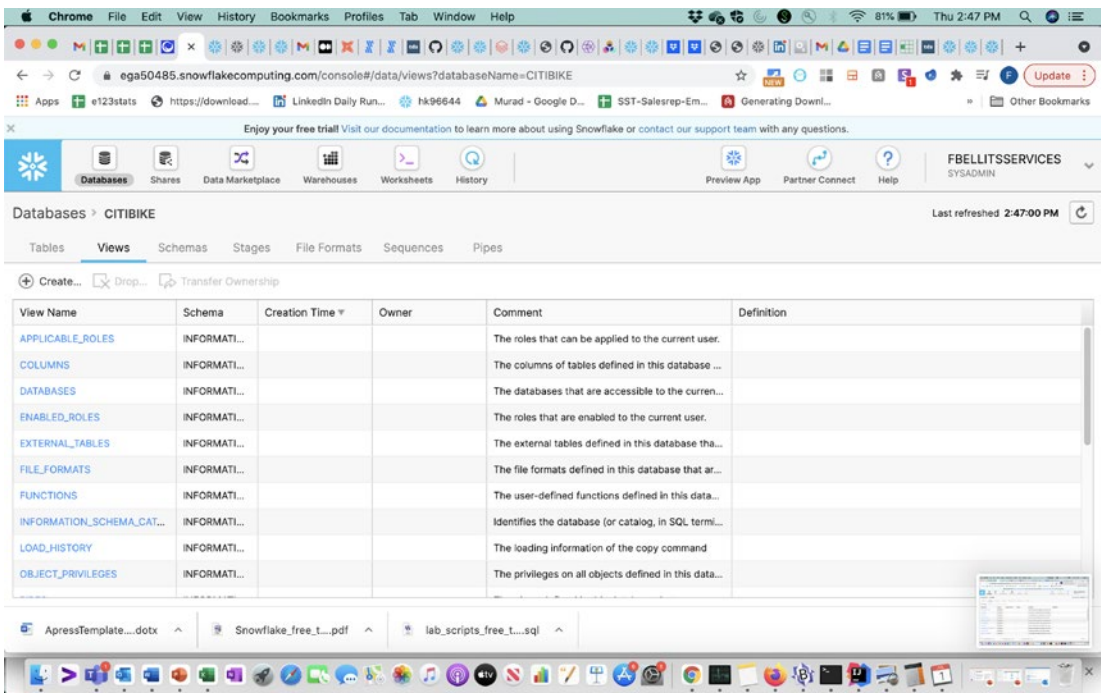 Chrome File Edit View History Bookmarks Profiles Tab Window Help 81% Thu 2:47 PM
ega50485.snowflakecomputing.com/console#/data/views?databaseName=CITIBIKE NEW 1 F Update
Apps e123stats https://download.... LinkedIn Daily Run... hk96644 Murad - Google D... SST-Salesrep-Em... Generating Downl... » Other Bookmarks
Enjoy your free trial! Visit our documentation to learn more about using Snowflake or contact our support team with any questions.
Databases Shares Data Marketplace Warehouses Worksheets History Preview App Partner Connect Help FBELLITSSERVICES
SYSADMIN
Databases > CITIBIKE Last refreshed 2:47:00 PM
Tables Views Schemas Stages File Formats Sequences Pipes
Create... Drop... Transfer Ownership
View Name Schema Creation Time Owner Comment Definition
APPLICABLE_ROLES INFORMATI... The roles that can be applied to the current user.
COLUMNS INFORMATI... The columns of tables defined in this database ...
DATABASES INFORMATI... The databases that are accessible to the curren...
ENABLED_ROLES INFORMATI... The roles that are enabled to the current user.
EXTERNAL_TABLES INFORMATI... The external tables defined in this database tha...
FILE_FORMATS INFORMATI... The file formats defined in this database that ar...
FUNCTIONS INFORMATI... The user-defined functions defined in this data...
INFORMATION_SCHEMA_CAT... INFORMATI... Identifies the database (or catalog, in SQL termi...
LOAD_HISTORY INFORMATI... The loading information of the copy command
OBJECT_PRIVILEGES INFORMATI... The privileges on all objects defined in this data...
ApressTemplate....dotx Snowflake_free_t....pdf lab_scripts_free_t....sql